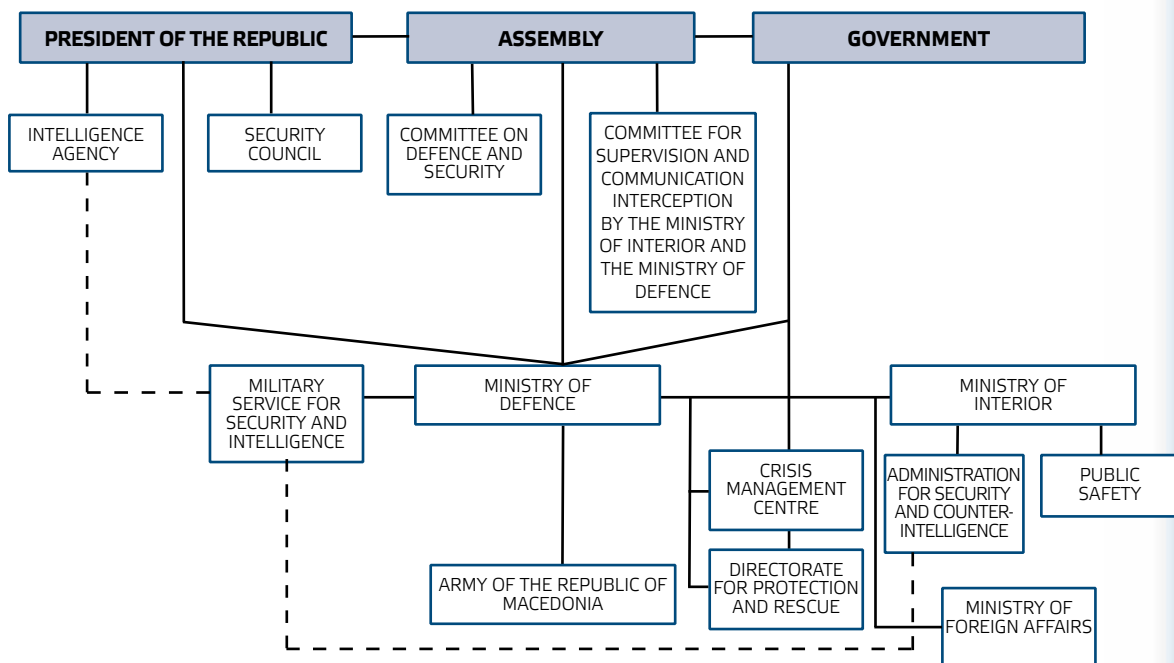 PRESIDENT OF THE REPUBLIC
ASSEMBLY
GOVERNMENT
INTELLIGENCE
AGENCY
SECURITY
COUNCIL
COMMITTEE ON
DEFENCE AND
SECURITY
COMMITTEE FOR
SUPERVISION AND
COMMUNICATION
INTERCEPTION
BY THE MINISTRY
OF INTERIOR AND
THE MINISTRY OF
DEFENCE
MILITARY
SERVICE FOR
SECURITY AND
INTELLIGENCE
MINISTRY OF
DEFENCE
MINISTRY OF
INTERIOR
CRISIS
MANAGEMENT
CENTRE
ADMINISTRATION
FOR SECURITY
AND COUNTER-
INTELLIGENCE
PUBLIC
SAFETY
ARMY OF THE REPUBLIC OF
MACEDONIA
DIRECTORATE
FOR PROTECTION
AND RESCUE
MINISTRY OF
FOREIGN AFFAIRS